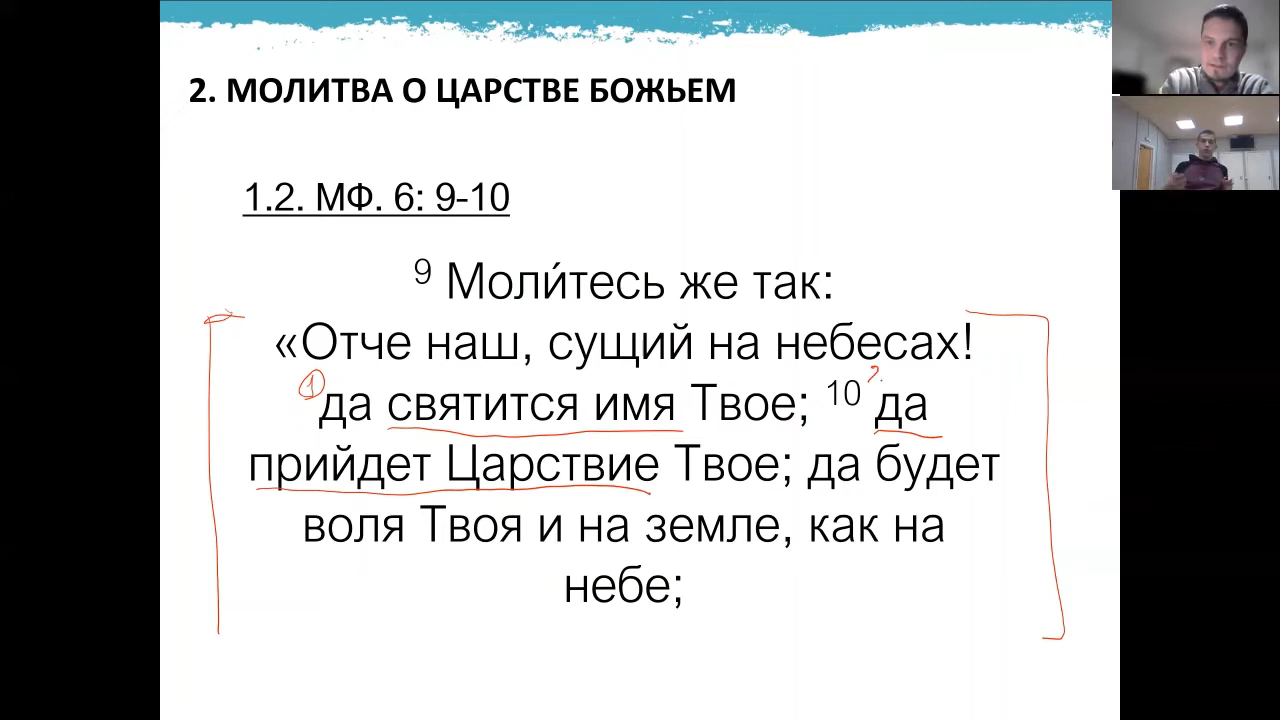 2. МОЛИТВА О ЦАРСТВЕ БОЖЬЕМ
1.2. МФ. 6: 9-10
9 Моли́тесь же так:
«Отче наш, сущий на небесах!
1 да святится имя Твое; 10 да
прийдет Царствие Твое; да будет
воля Твоя и на земле, как на
небе;